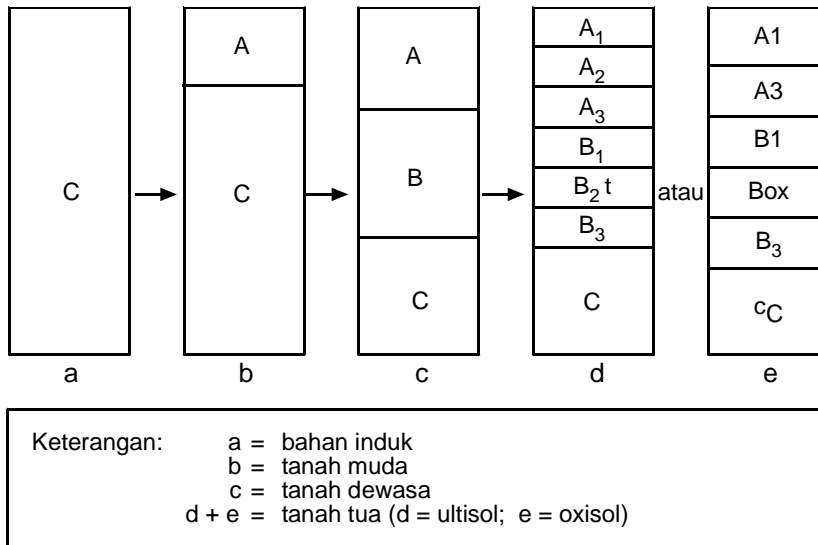 C
A
C
A
B
C
A₁
A₂
A₃
B₁
B₂ t
B₃
C
atau
A1
A3
B1
Box
B₃
cC
a
b
c
d
e
Keterangan: a = bahan induk
b = tanah muda
c = tanah dewasa
d + e = tanah tua (d = ultisol; e = oxisol)